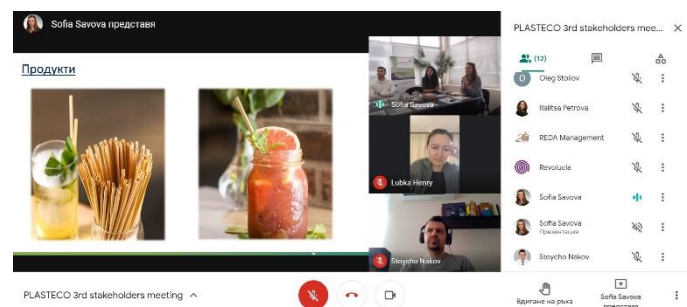 Sofia Savova представя
Продукти
Sofia Savova
Lubka Henry
Stoycho Nakov
PLASTECO 3rd stakeholders mee...
(12)
O
Oleg Stoilov
Ralitsa Petrova
REDA Management
Revolucia
Sofia Savova
Sofia Savova
Презентация
Stoycho Nakov
PLASTECO 3rd stakeholders meeting
Вдигане на ръка
Sofia Savova
представя